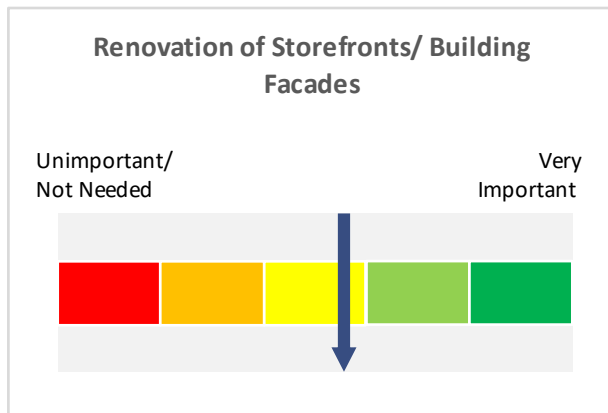 Renovation of Storefronts/ Building
Facades
Unimportant/
Not Needed
Very
Important